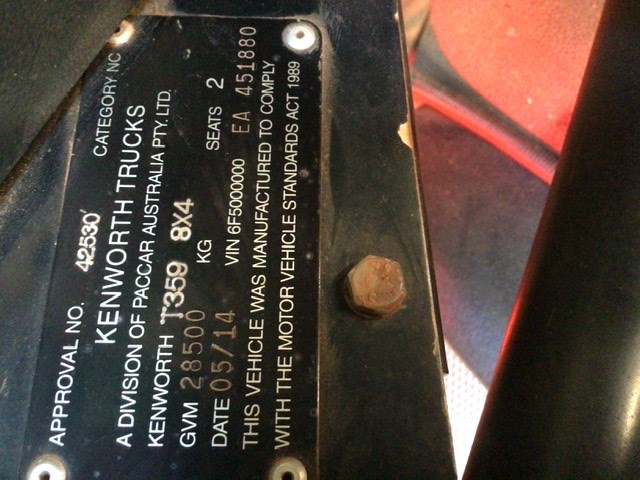 APPROVAL NO. 42530 CATEGORY NC
KENWORTH TRUCKS
A DIVISION OF PACCAR AUSTRALIA PTY. LTD.
KENWORTH T359 8X4
GVM 28500 KG SEATS 2
DATE 05/14 VIN 6F5000000 EA 451880
THIS VEHICLE WAS MANUFACTURED TO COMPLY
WITH THE MOTOR VEHICLE STANDARDS ACT 1989